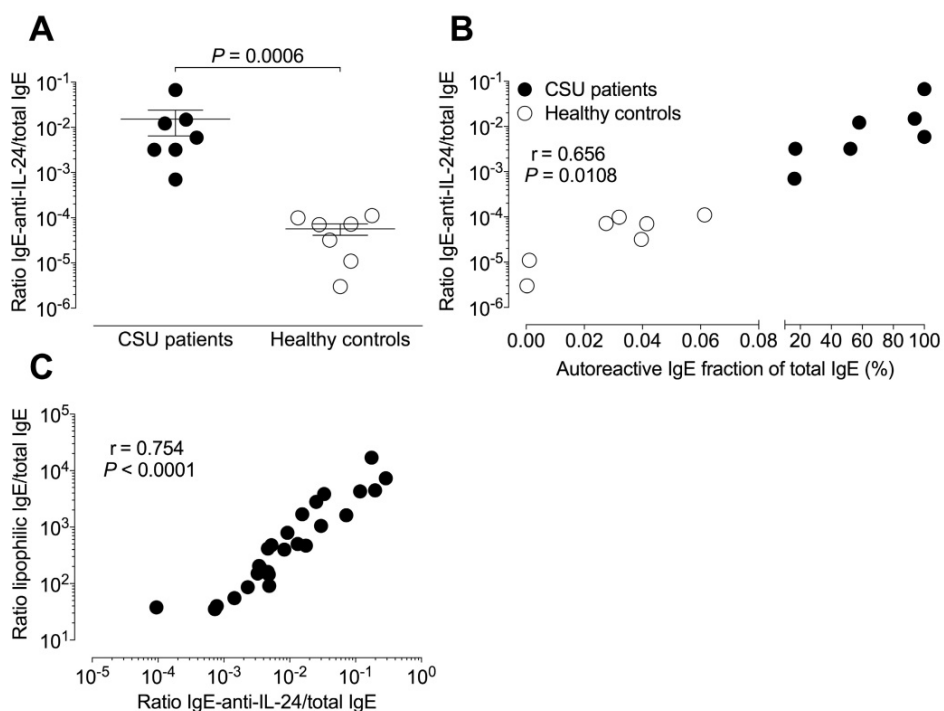 A
P = 0.0006
Ratio IgE-anti-IL-24/total IgE
10⁻¹
10⁻²
10⁻³
10⁻⁴
10⁻⁵
10⁻⁶
CSU patients Healthy controls
B
CSU patients
Healthy controls
r = 0.656
P = 0.0108
Ratio IgE-anti-IL-24/total IgE
10⁻¹
10⁻²
10⁻³
10⁻⁴
10⁻⁵
10⁻⁶
0.00 0.02 0.04 0.06 0.08 20 40 60 80 100
Autoreactive IgE fraction of total IgE (%)
C
r = 0.754
P < 0.0001
Ratio lipophilic IgE/total IgE
10⁵
10⁴
10³
10²
10¹
10⁻⁵ 10⁻⁴ 10⁻³ 10⁻² 10⁻¹ 10⁰
Ratio IgE-anti-IL-24/total IgE